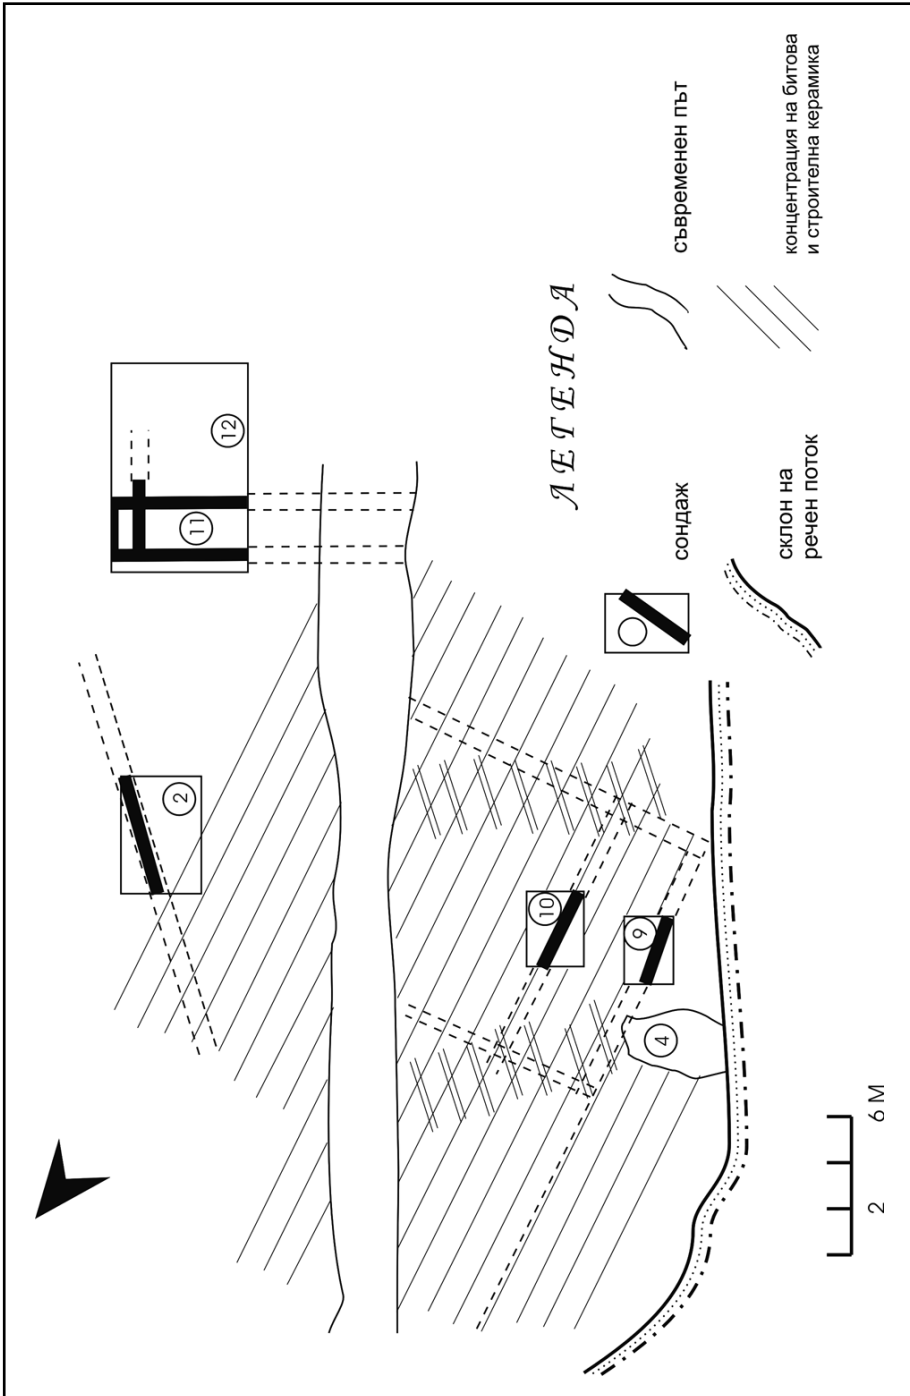 ЛЕГЕНДА
сондаж
съвременен път
склон на
речен поток
концентрация на битова
и строителна керамика
2
11
12
10
9
4
2
6 М